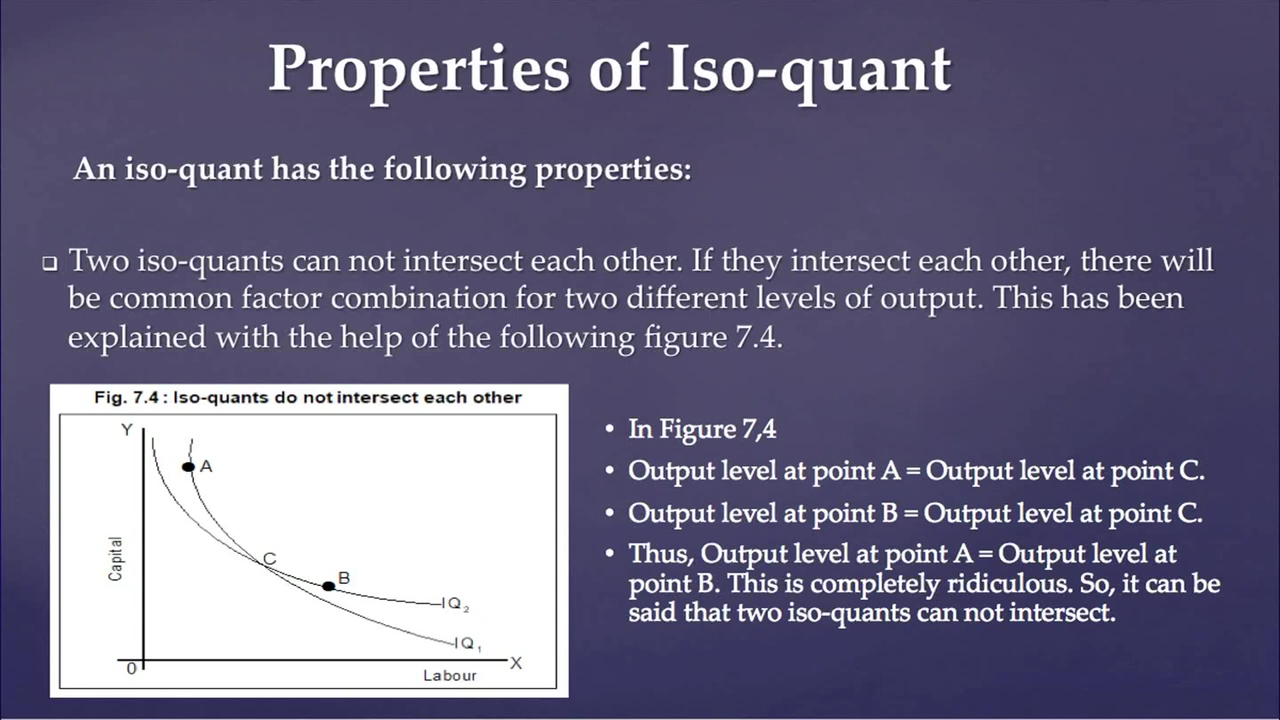 Properties of Iso-quant
An iso-quant has the following properties:
❑ Two iso-quants can not intersect each other. If they intersect each other, there will
be common factor combination for two different levels of output. This has been
explained with the help of the following figure 7.4.
Fig. 7.4 : Iso-quants do not intersect each other
Y
A
Capital
C
B
IQ₂
IQ₁
0
X
Labour
• In Figure 7,4
• Output level at point A = Output level at point C.
• Output level at point B = Output level at point C.
• Thus, Output level at point A = Output level at
point B. This is completely ridiculous. So, it can be
said that two iso-quants can not intersect.